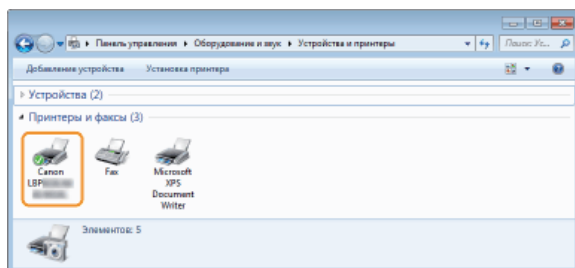 Панель управления ▸ Оборудование и звук ▸ Устройства и принтеры
Поиск: Ус...
Добавление устройства Установка принтера
Устройства (2)
Принтеры и факсы (3)
Canon
LBP
Fax
Microsoft
XPS
Document
Writer
Элементов: 5